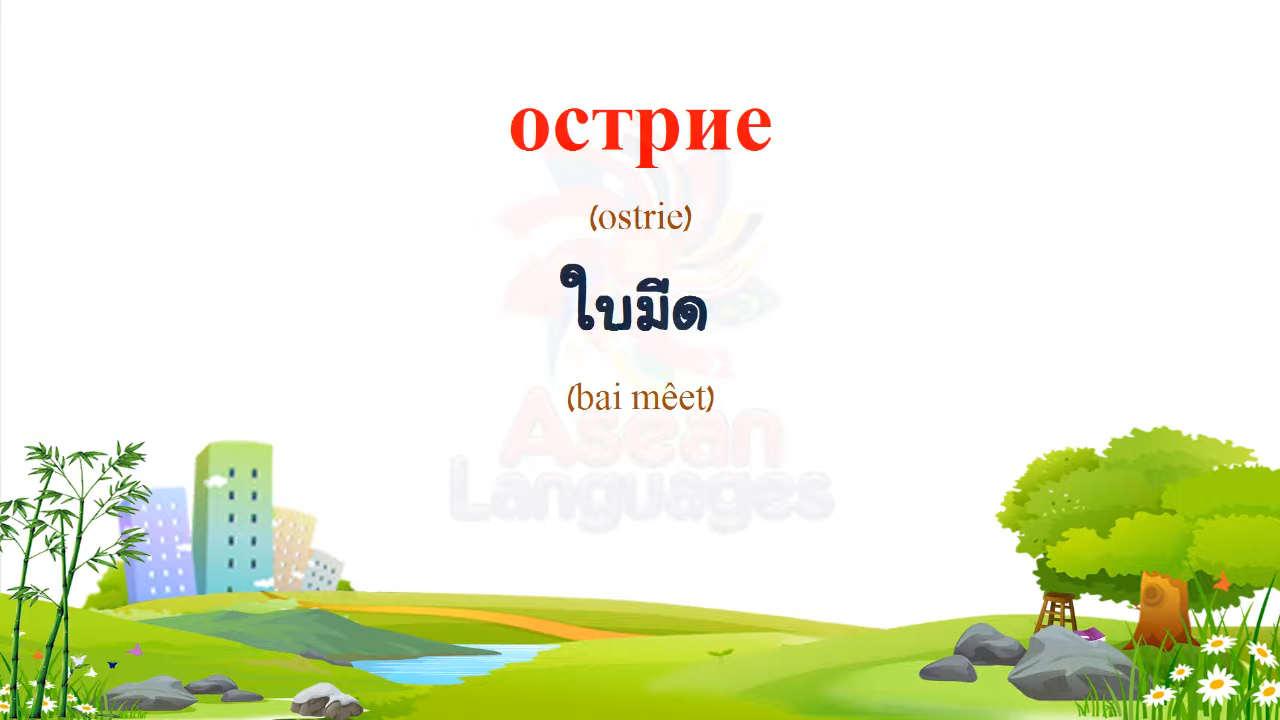 острие
(ostrie)
ใบมีด
(bai mêet)
Asean
Languages